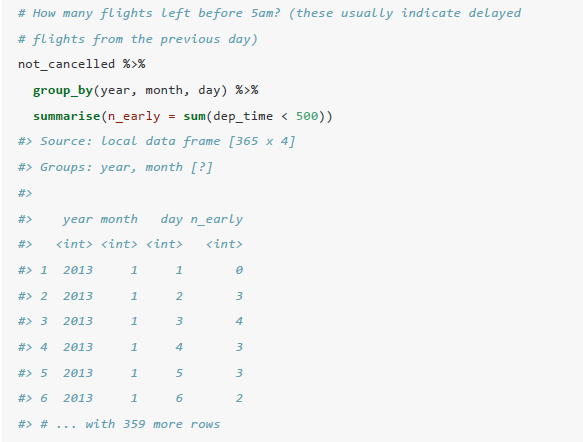 # How many flights left before 5am? (these usually indicate delayed
# flights from the previous day)
not_cancelled %>%
  group_by(year, month, day) %>%
  summarise(n_early = sum(dep_time < 500))
#> Source: local data frame [365 x 4]
#> Groups: year, month [?]
#>
#>    year month   day n_early
#>   <int> <int> <int>   <int>
#> 1  2013     1     1       0
#> 2  2013     1     2       3
#> 3  2013     1     3       4
#> 4  2013     1     4       3
#> 5  2013     1     5       3
#> 6  2013     1     6       2
#> # ... with 359 more rows